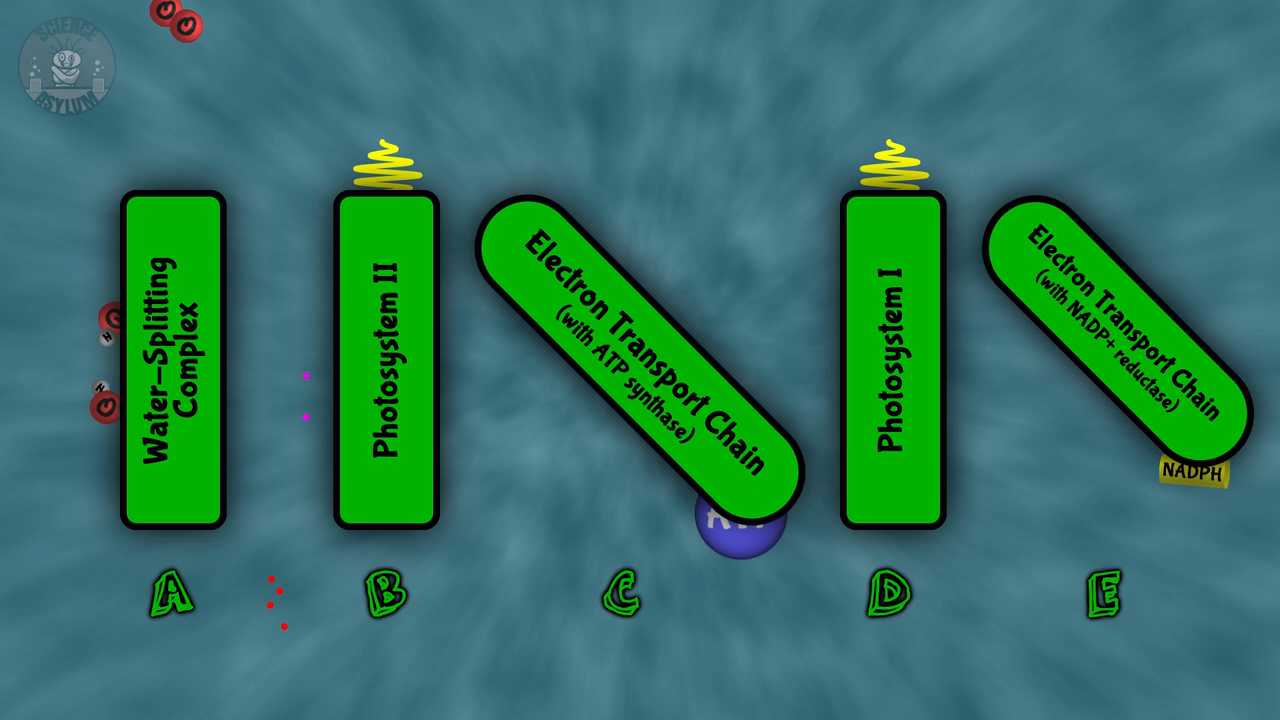 SCIENCE
ASYLUM
O
O
O
H
H
O
Water-Splitting
Complex
Photosystem II
Electron Transport Chain
(with ATP synthase)
Photosystem I
Electron Transport Chain
(with NADP+ reductase)
NADPH
A
B
C
D
E